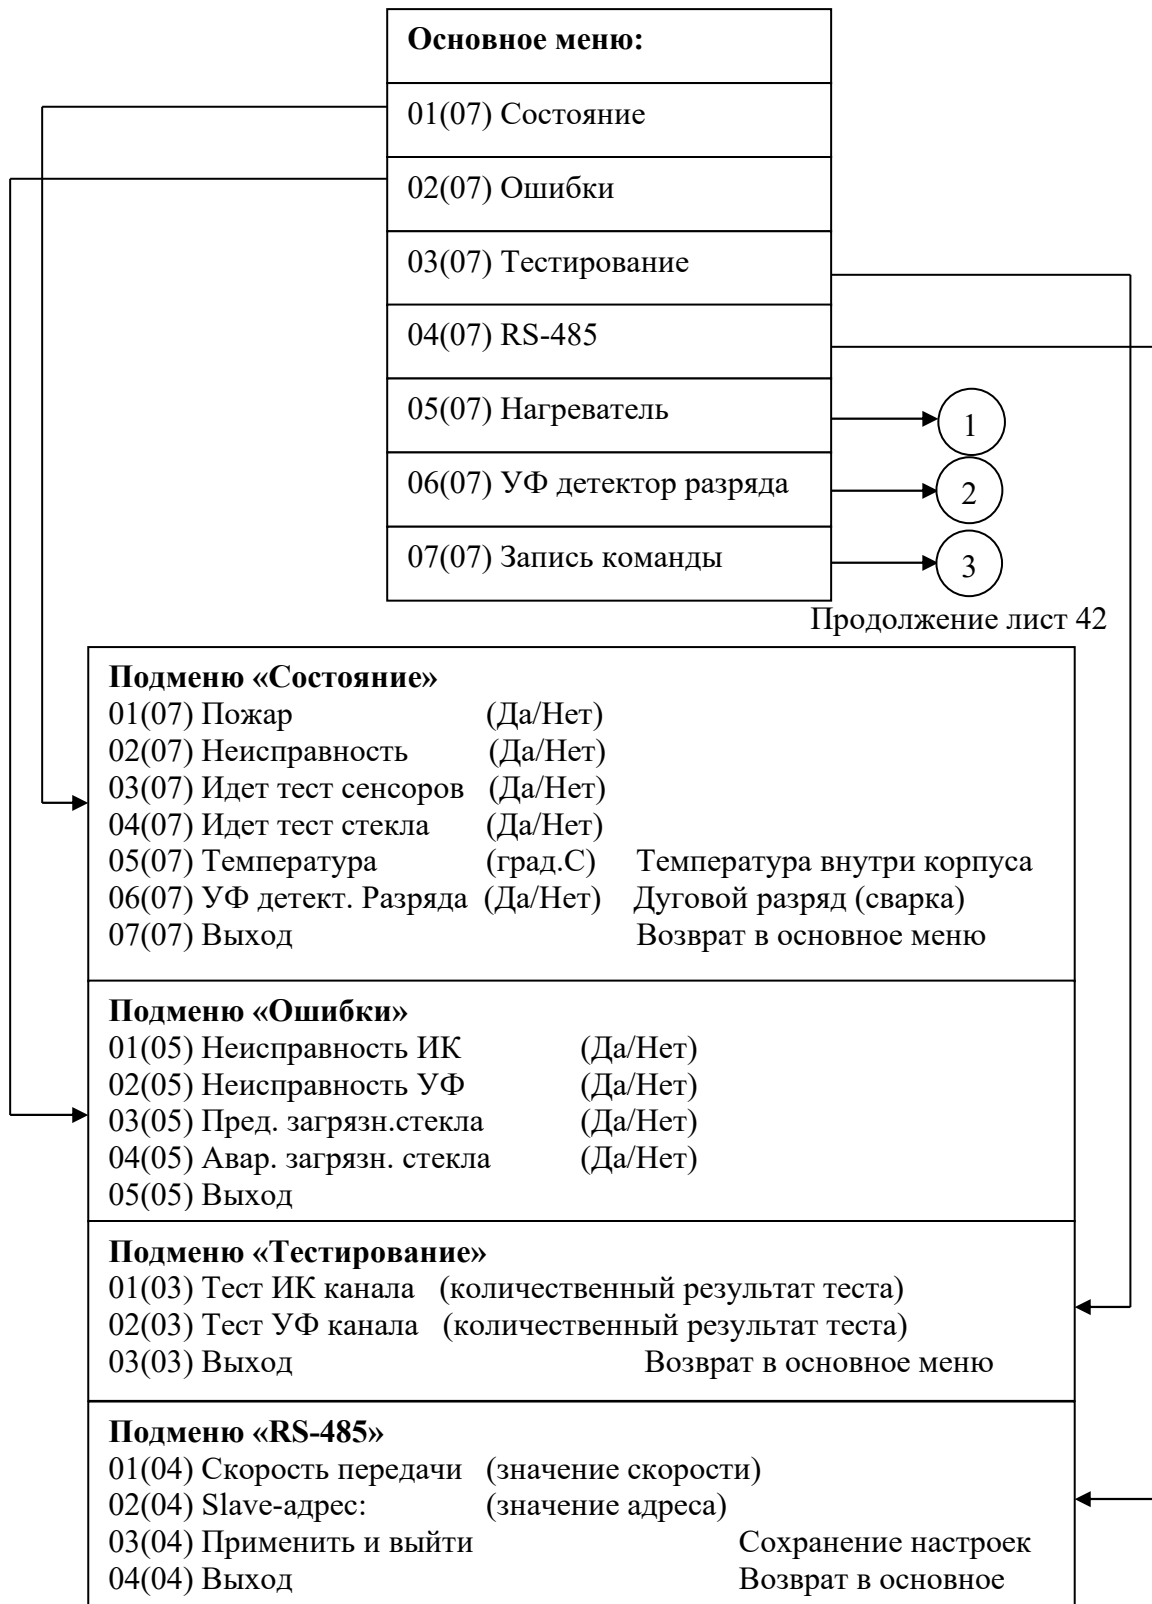 Основное меню:
01(07) Состояние
02(07) Ошибки
03(07) Тестирование
04(07) RS-485
05(07) Нагреватель
1
06(07) УФ детектор разряда
2
07(07) Запись команды
3
Продолжение лист 42
Подменю «Состояние»
01(07) Пожар (Да/Нет)
02(07) Неисправность (Да/Нет)
03(07) Идет тест сенсоров (Да/Нет)
04(07) Идет тест стекла (Да/Нет)
05(07) Температура (град.С) Температура внутри корпуса
06(07) УФ детект. Разряда (Да/Нет) Дуговой разряд (сварка)
07(07) Выход Возврат в основное меню
Подменю «Ошибки»
01(05) Неисправность ИК (Да/Нет)
02(05) Неисправность УФ (Да/Нет)
03(05) Пред. загрязн.стекла (Да/Нет)
04(05) Авар. загрязн. стекла (Да/Нет)
05(05) Выход
Подменю «Тестирование»
01(03) Тест ИК канала (количественный результат теста)
02(03) Тест УФ канала (количественный результат теста)
03(03) Выход Возврат в основное меню
Подменю «RS-485»
01(04) Скорость передачи (значение скорости)
02(04) Slave-адрес: (значение адреса)
03(04) Применить и выйти Сохранение настроек
04(04) Выход Возврат в основное